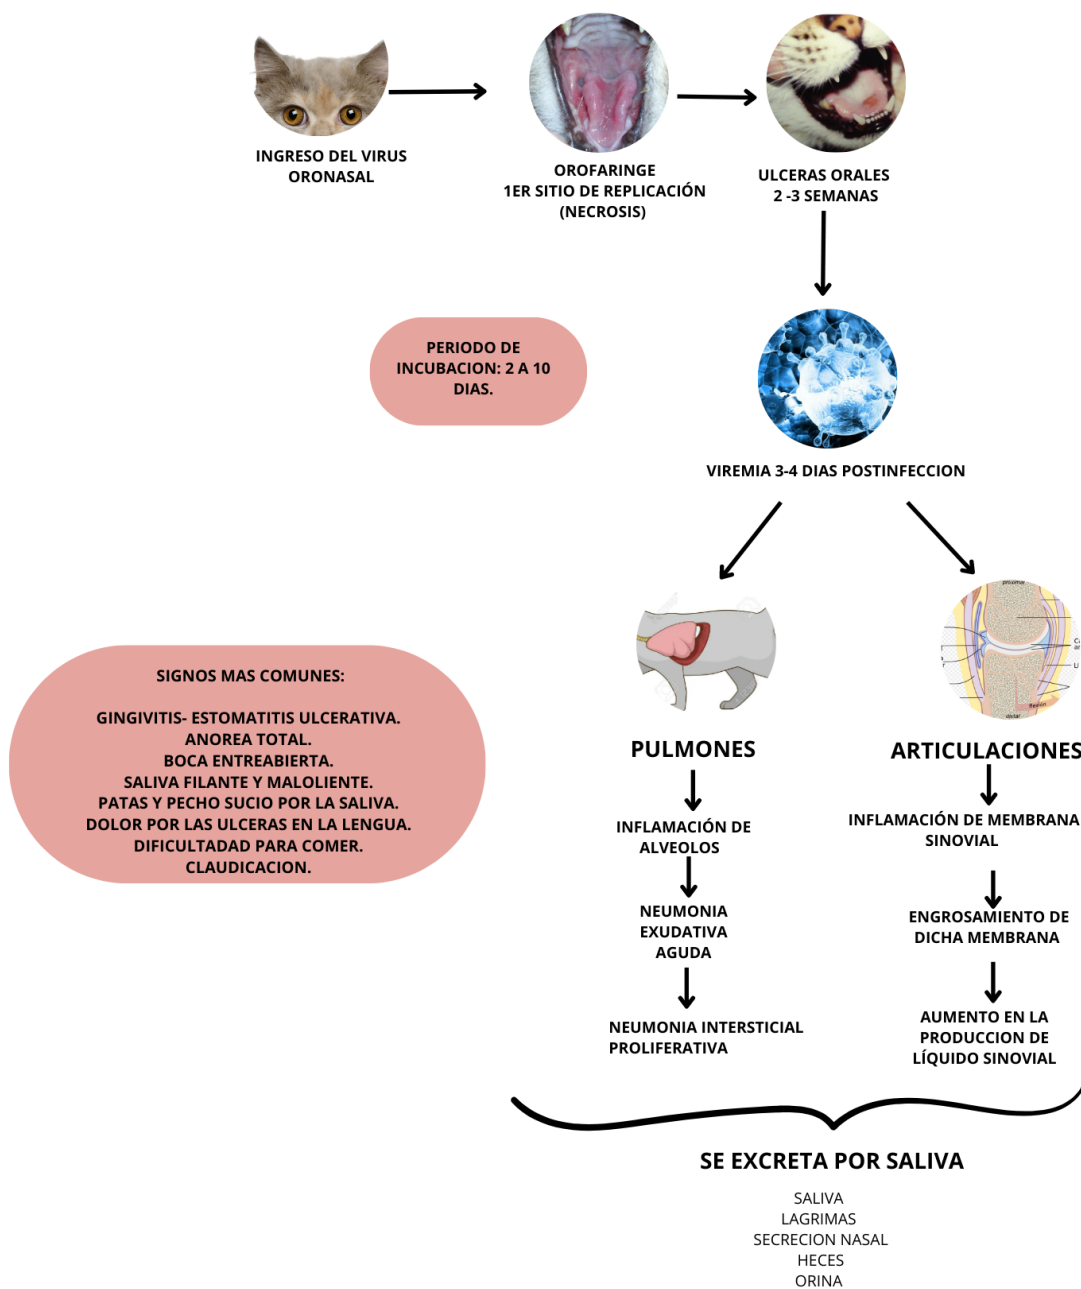 INGRESO DEL VIRUS
ORONASAL
OROFARINGE
1ER SITIO DE REPLICACIÓN
(NECROSIS)
ULCERAS ORALES
2 -3 SEMANAS
PERIODO DE
INCUBACION: 2 A 10
DIAS.
VIREMIA 3-4 DIAS POSTINFECCION
SIGNOS MAS COMUNES:
GINGIVITIS- ESTOMATITIS ULCERATIVA.
ANOREA TOTAL.
BOCA ENTREABIERTA.
SALIVA FILANTE Y MALOLIENTE.
PATAS Y PECHO SUCIO POR LA SALIVA.
DOLOR POR LAS ULCERAS EN LA LENGUA.
DIFICULTADAD PARA COMER.
CLAUDICACION.
PULMONES
INFLAMACIÓN DE
ALVEOLOS
NEUMONIA
EXUDATIVA
AGUDA
NEUMONIA INTERSTICIAL
PROLIFERATIVA
proximal
distal
ARTICULACIONES
INFLAMACIÓN DE MEMBRANA
SINOVIAL
ENGROSAMIENTO DE
DICHA MEMBRANA
AUMENTO EN LA
PRODUCCION DE
LÍQUIDO SINOVIAL
SE EXCRETA POR SALIVA
SALIVA
LAGRIMAS
SECRECION NASAL
HECES
ORINA